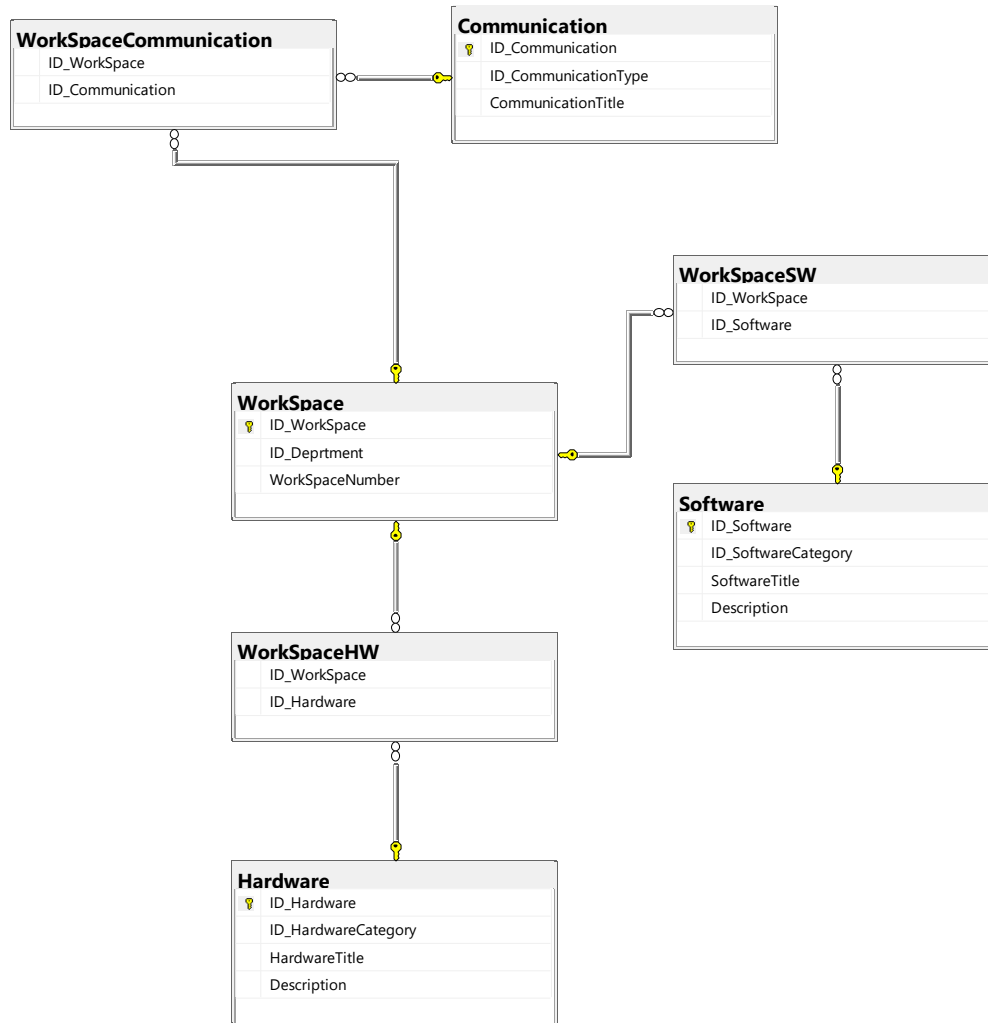 WorkSpaceCommunication
ID_WorkSpace
ID_Communication
Communication
ID_Communication
ID_CommunicationType
CommunicationTitle
WorkSpaceSW
ID_WorkSpace
ID_Software
WorkSpace
ID_WorkSpace
ID_Deprtment
WorkSpaceNumber
Software
ID_Software
ID_SoftwareCategory
SoftwareTitle
Description
WorkSpaceHW
ID_WorkSpace
ID_Hardware
Hardware
ID_Hardware
ID_HardwareCategory
HardwareTitle
Description